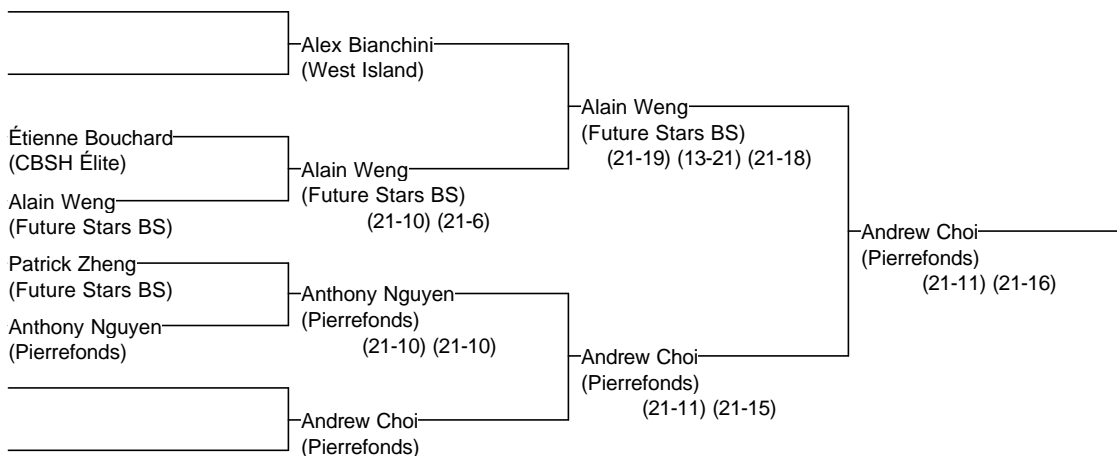 Alex Bianchini
(West Island)
Étienne Bouchard
(CBSH Élite)
Alain Weng
(Future Stars BS)
Alain Weng
(Future Stars BS)
(21-10) (21-6)
Alain Weng
(Future Stars BS)
(21-19) (13-21) (21-18)
Patrick Zheng
(Future Stars BS)
Anthony Nguyen
(Pierrefonds)
Anthony Nguyen
(Pierrefonds)
(21-10) (21-10)
Andrew Choi
(Pierrefonds)
Andrew Choi
(Pierrefonds)
(21-11) (21-15)
Andrew Choi
(Pierrefonds)
(21-11) (21-16)